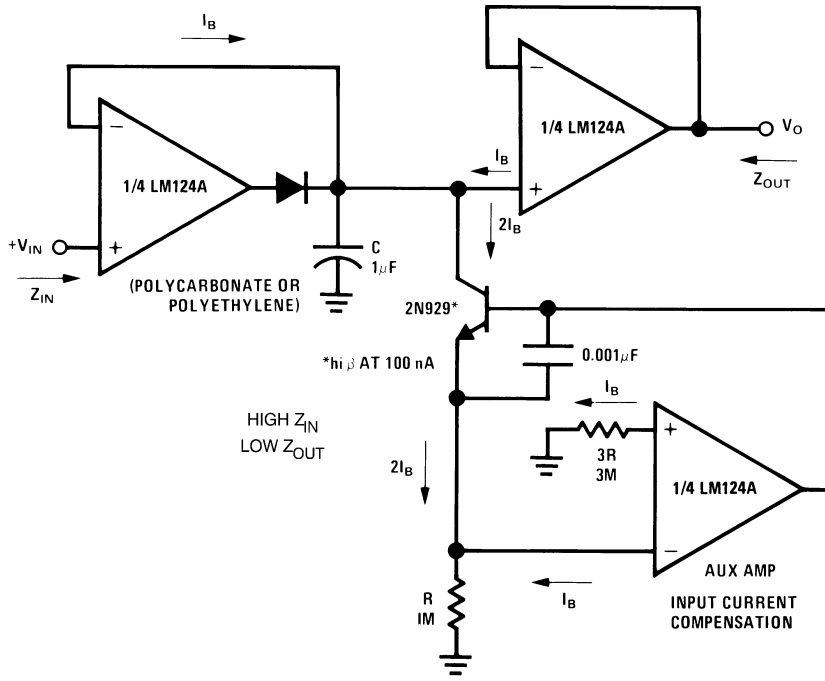 I_B
1/4 LM124A
−
+
+V_IN
Z_IN
C
1μF
(POLYCARBONATE OR
POLYETHYLENE)
−
1/4 LM124A
+
I_B
V_O
Z_OUT
2I_B
2N929*
*hi β AT 100 nA
0.001μF
HIGH Z_IN
LOW Z_OUT
I_B
3R
3M
+
1/4 LM124A
−
2I_B
I_B
R
1M
AUX AMP
INPUT CURRENT
COMPENSATION